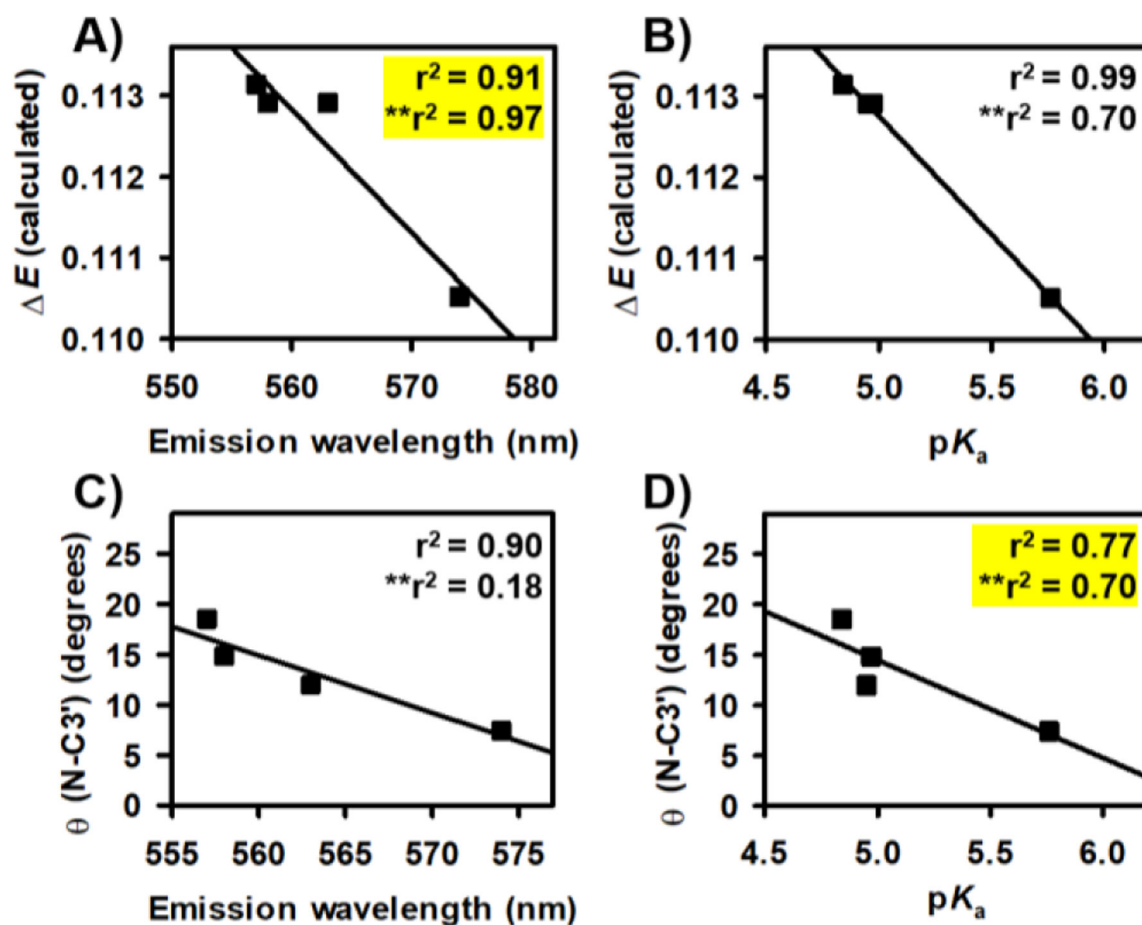 A)
r² = 0.91
**r² = 0.97
ΔE (calculated)
0.113
0.112
0.111
0.110
550 560 570 580
Emission wavelength (nm)
B)
r² = 0.99
**r² = 0.70
ΔE (calculated)
0.113
0.112
0.111
0.110
4.5 5.0 5.5 6.0
pKa
C)
r² = 0.90
**r² = 0.18
θ (N-C3') (degrees)
25
20
15
10
5
0
555 560 565 570 575
Emission wavelength (nm)
D)
r² = 0.77
**r² = 0.70
θ (N-C3') (degrees)
25
20
15
10
5
0
4.5 5.0 5.5 6.0
pKa